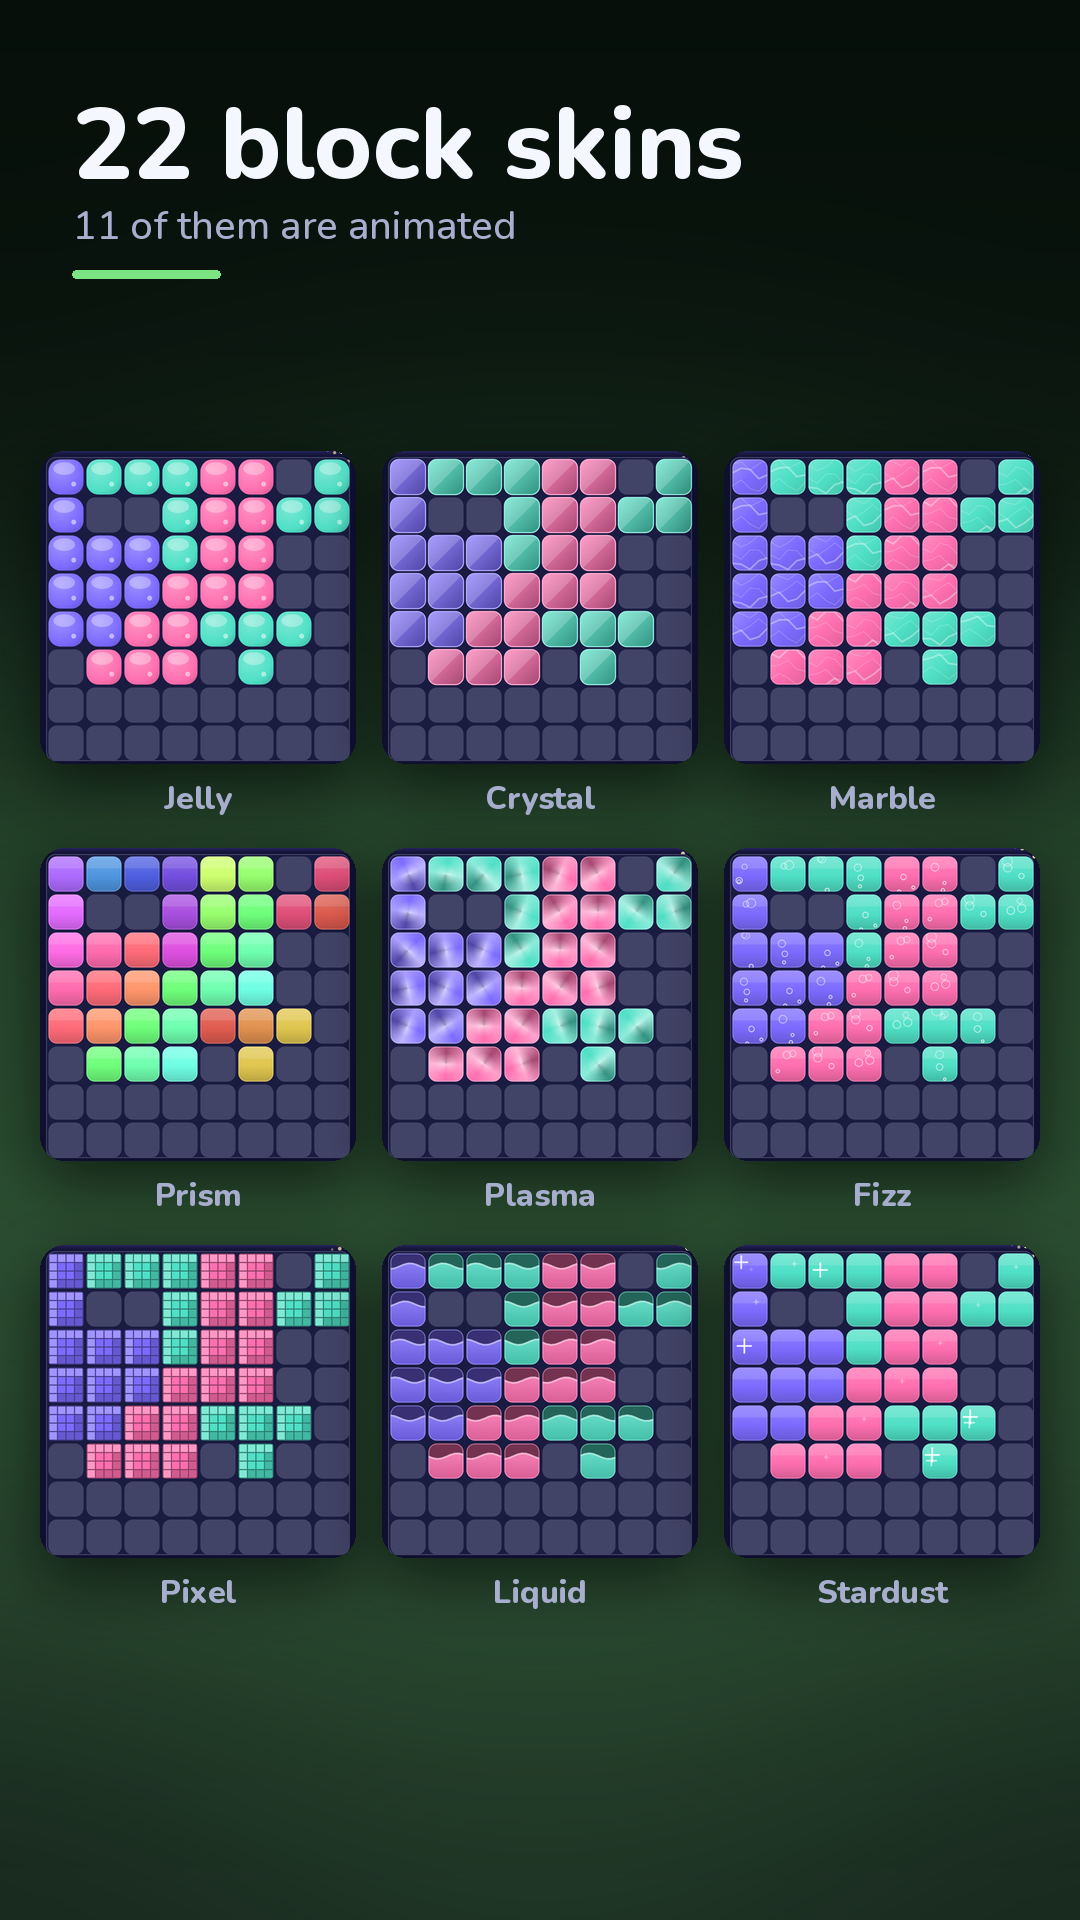 22 block skins
11 of them are animated
Jelly
Crystal
Marble
Prism
Plasma
Fizz
Pixel
Liquid
Stardust